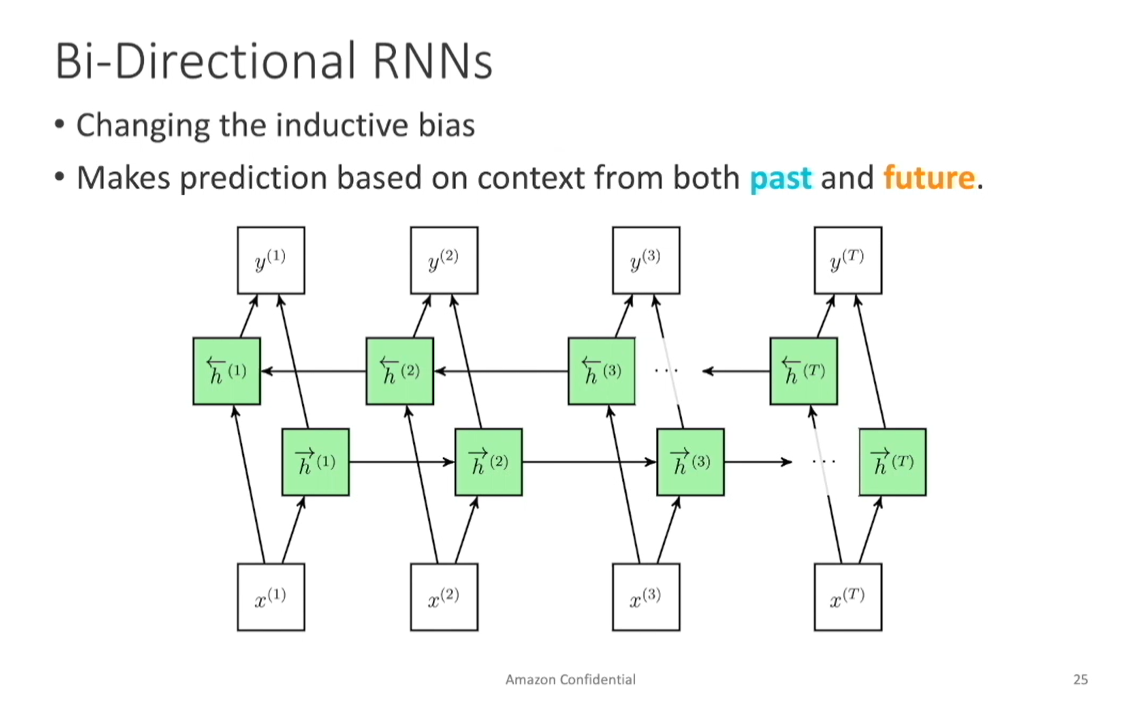 Bi-Directional RNNs
• Changing the inductive bias
• Makes prediction based on context from both past and future.
y(1) y(2) y(3) y(T)
←h(1) ←h(2) ←h(3) ··· ←h(T)
→h(1) →h(2) →h(3) ··· →h(T)
x(1) x(2) x(3) x(T)
Amazon Confidential
25